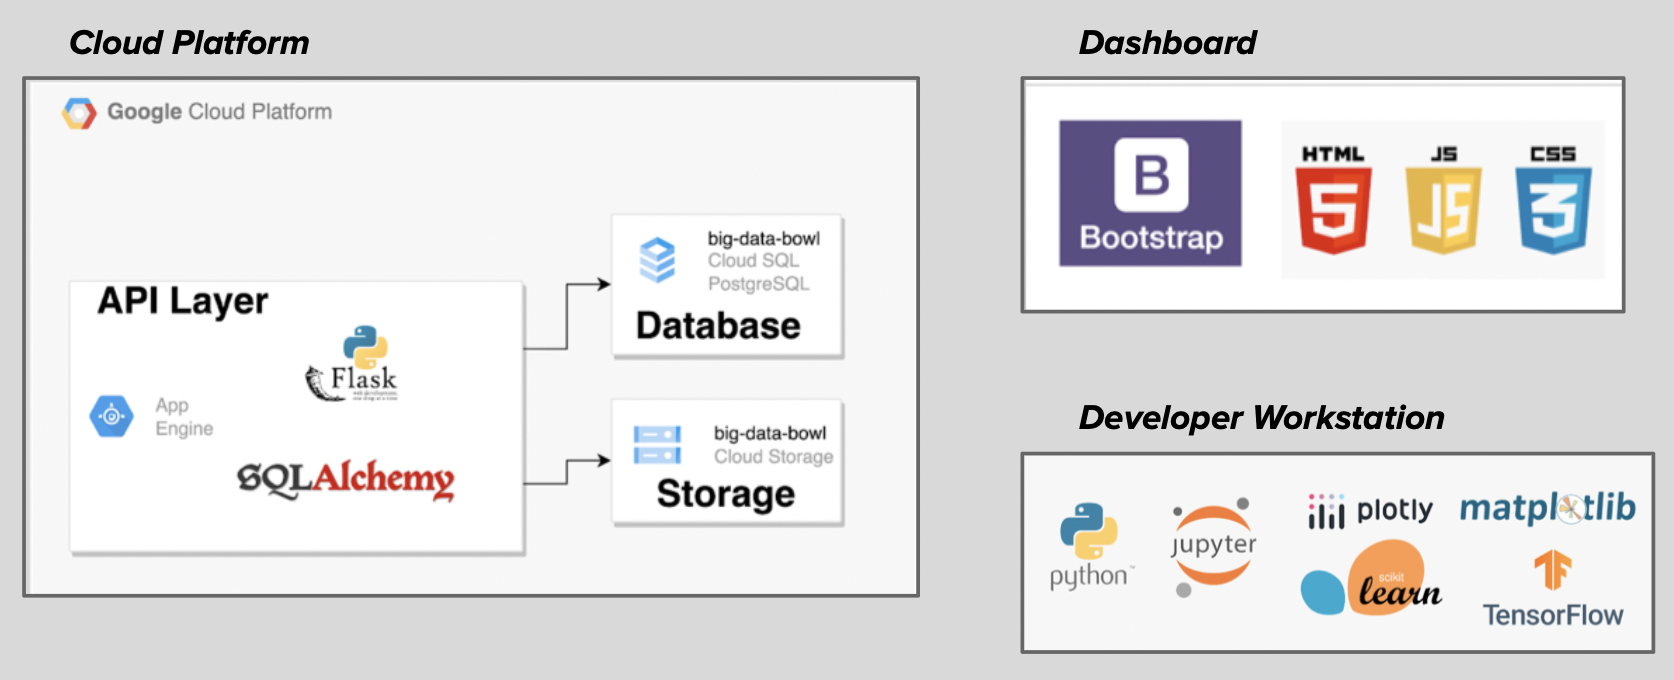 Cloud Platform
Google Cloud Platform
API Layer
Flask
App
Engine
SQLAlchemy
big-data-bowl
Cloud SQL
PostgreSQL
Database
big-data-bowl
Cloud Storage
Storage
Dashboard
B
Bootstrap
HTML
5
JS
JS
CSS
3
Developer Workstation
python™
jupyter
plotly
matplotlib
scikit
learn
TensorFlow